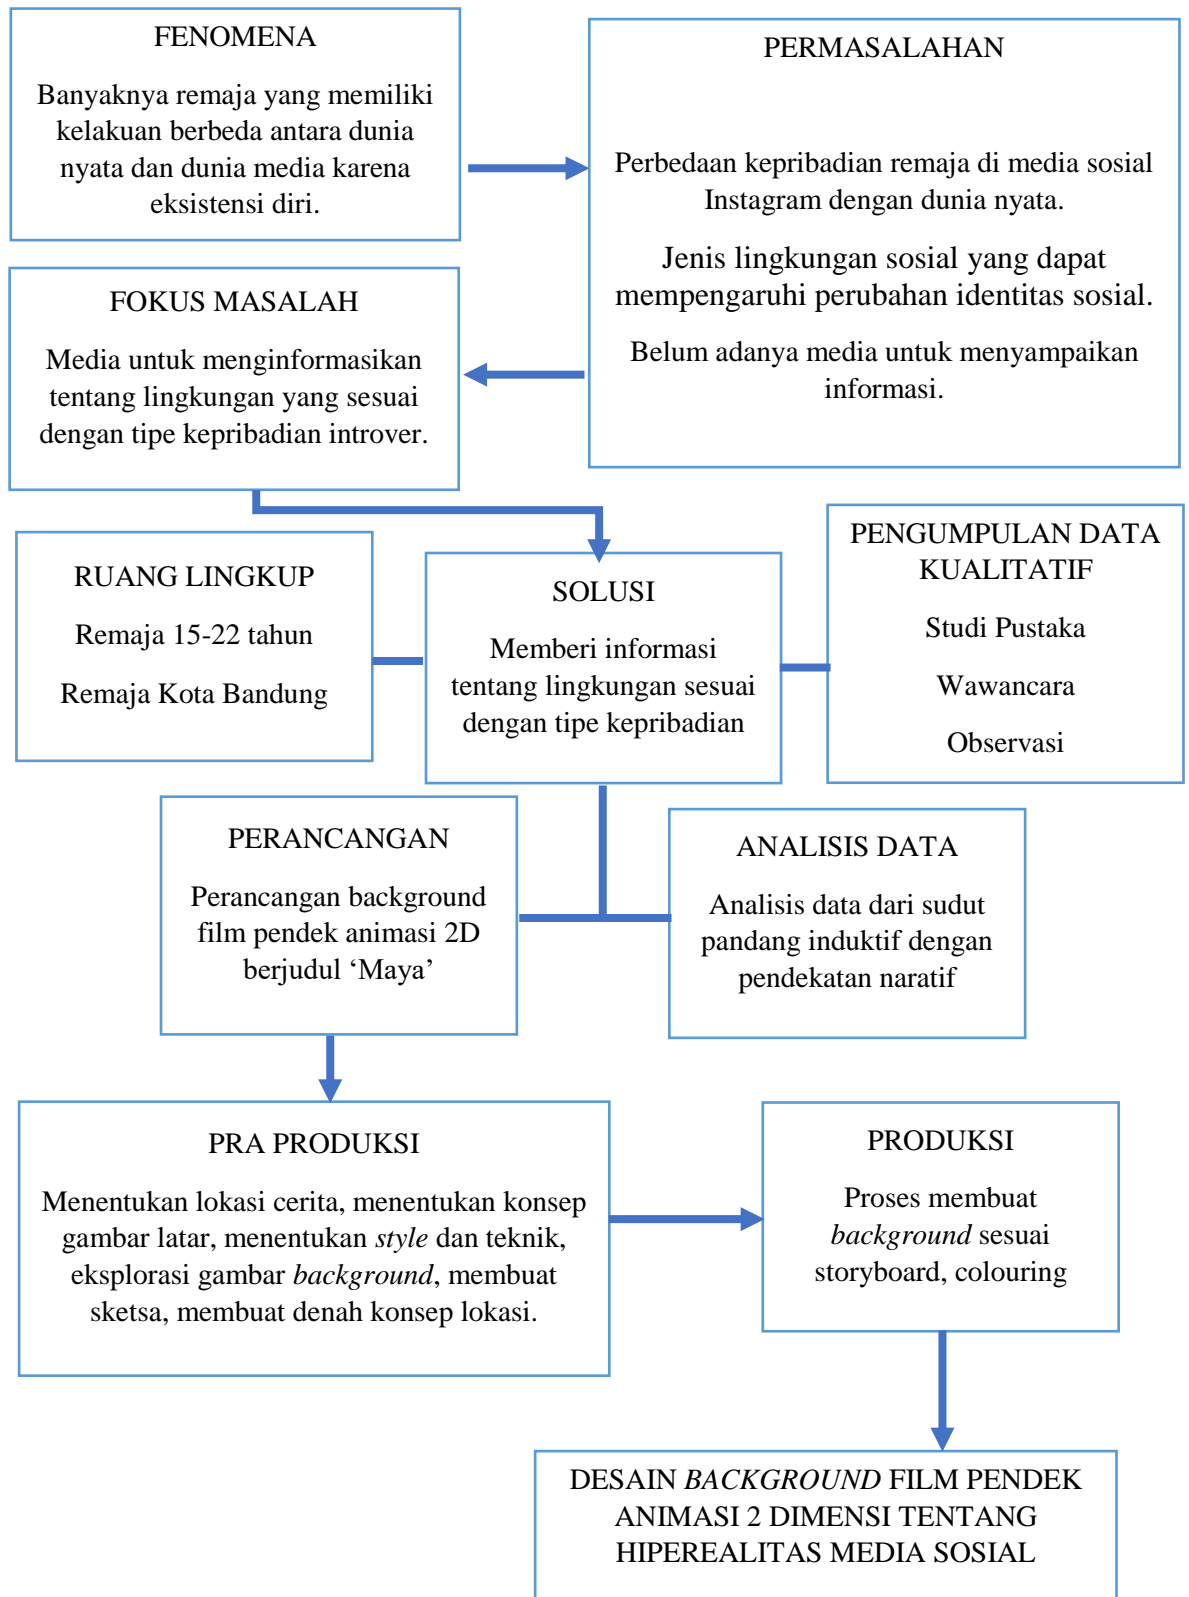 FENOMENA
Banyaknya remaja yang memiliki
kelakuan berbeda antara dunia
nyata dan dunia media karena
eksistensi diri.
PERMASALAHAN
Perbedaan kepribadian remaja di media sosial
Instagram dengan dunia nyata.
Jenis lingkungan sosial yang dapat
mempengaruhi perubahan identitas sosial.
Belum adanya media untuk menyampaikan
informasi.
FOKUS MASALAH
Media untuk menginformasikan
tentang lingkungan yang sesuai
dengan tipe kepribadian introver.
RUANG LINGKUP
Remaja 15-22 tahun
Remaja Kota Bandung
SOLUSI
Memberi informasi
tentang lingkungan sesuai
dengan tipe kepribadian
PENGUMPULAN DATA
KUALITATIF
Studi Pustaka
Wawancara
Observasi
PERANCANGAN
Perancangan background
film pendek animasi 2D
berjudul ‘Maya’
ANALISIS DATA
Analisis data dari sudut
pandang induktif dengan
pendekatan naratif
PRA PRODUKSI
Menentukan lokasi cerita, menentukan konsep
gambar latar, menentukan style dan teknik,
eksplorasi gambar background, membuat
sketsa, membuat denah konsep lokasi.
PRODUKSI
Proses membuat
background sesuai
storyboard, colouring
DESAIN BACKGROUND FILM PENDEK
ANIMASI 2 DIMENSI TENTANG
HIPEREALITAS MEDIA SOSIAL